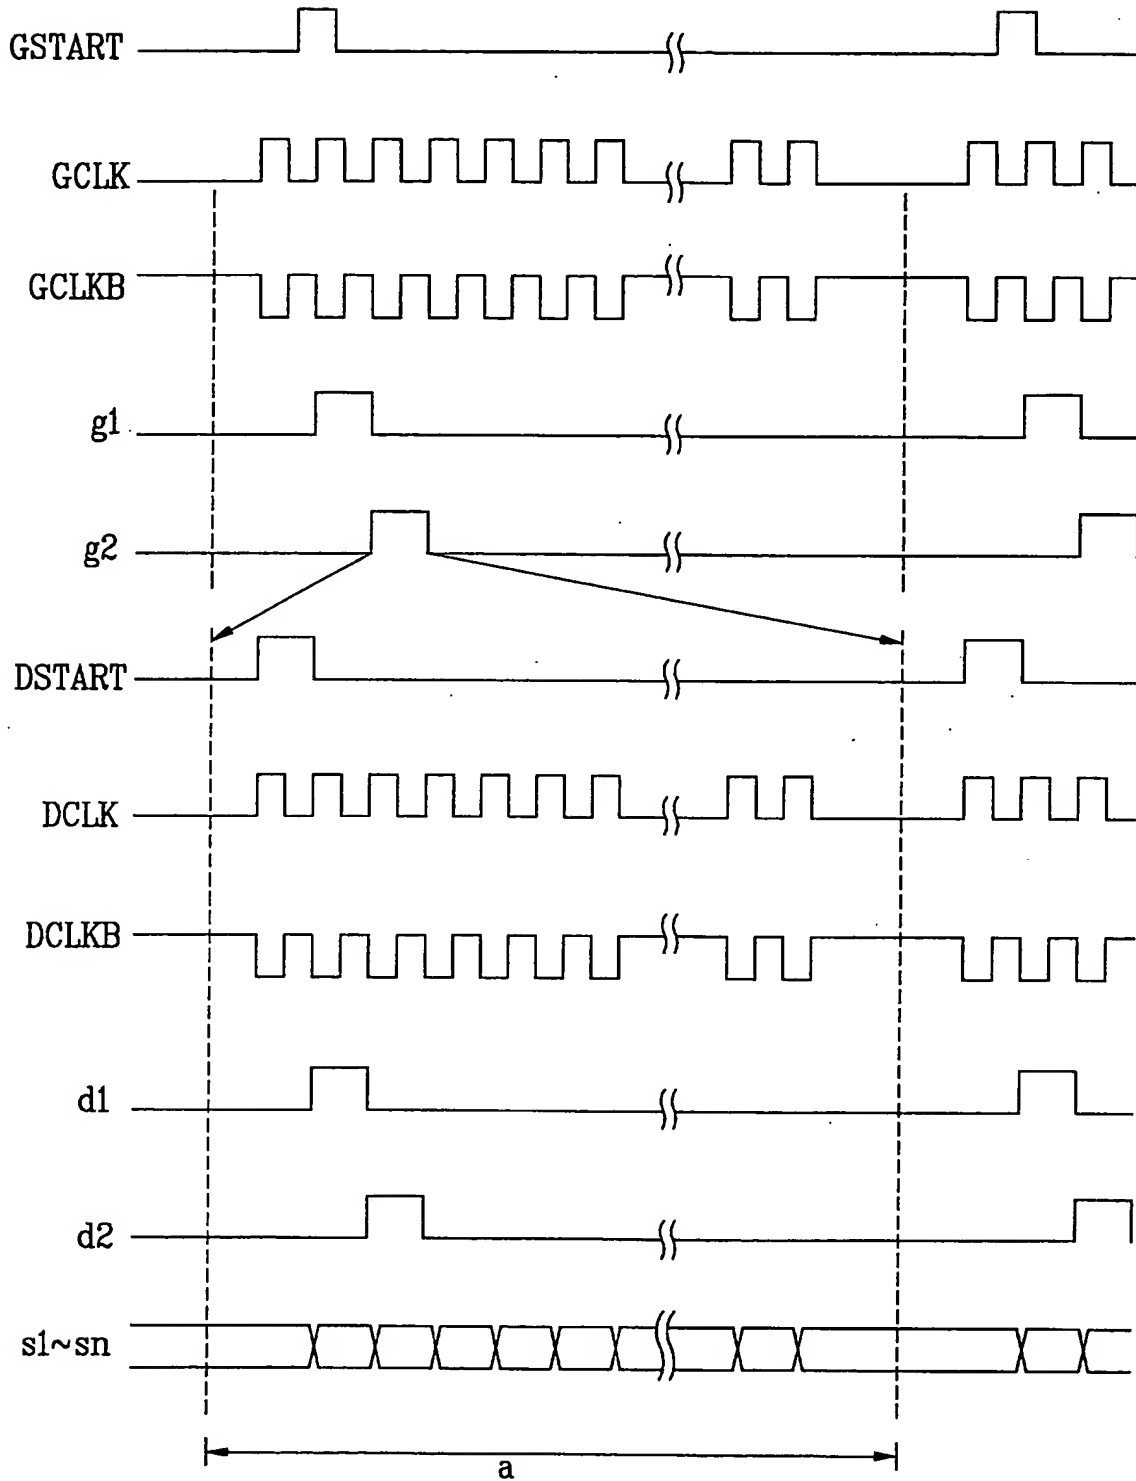 GSTART
GCLK
GCLKB
g1
g2
DSTART
DCLK
DCLKB
d1
d2
s1~sn
a